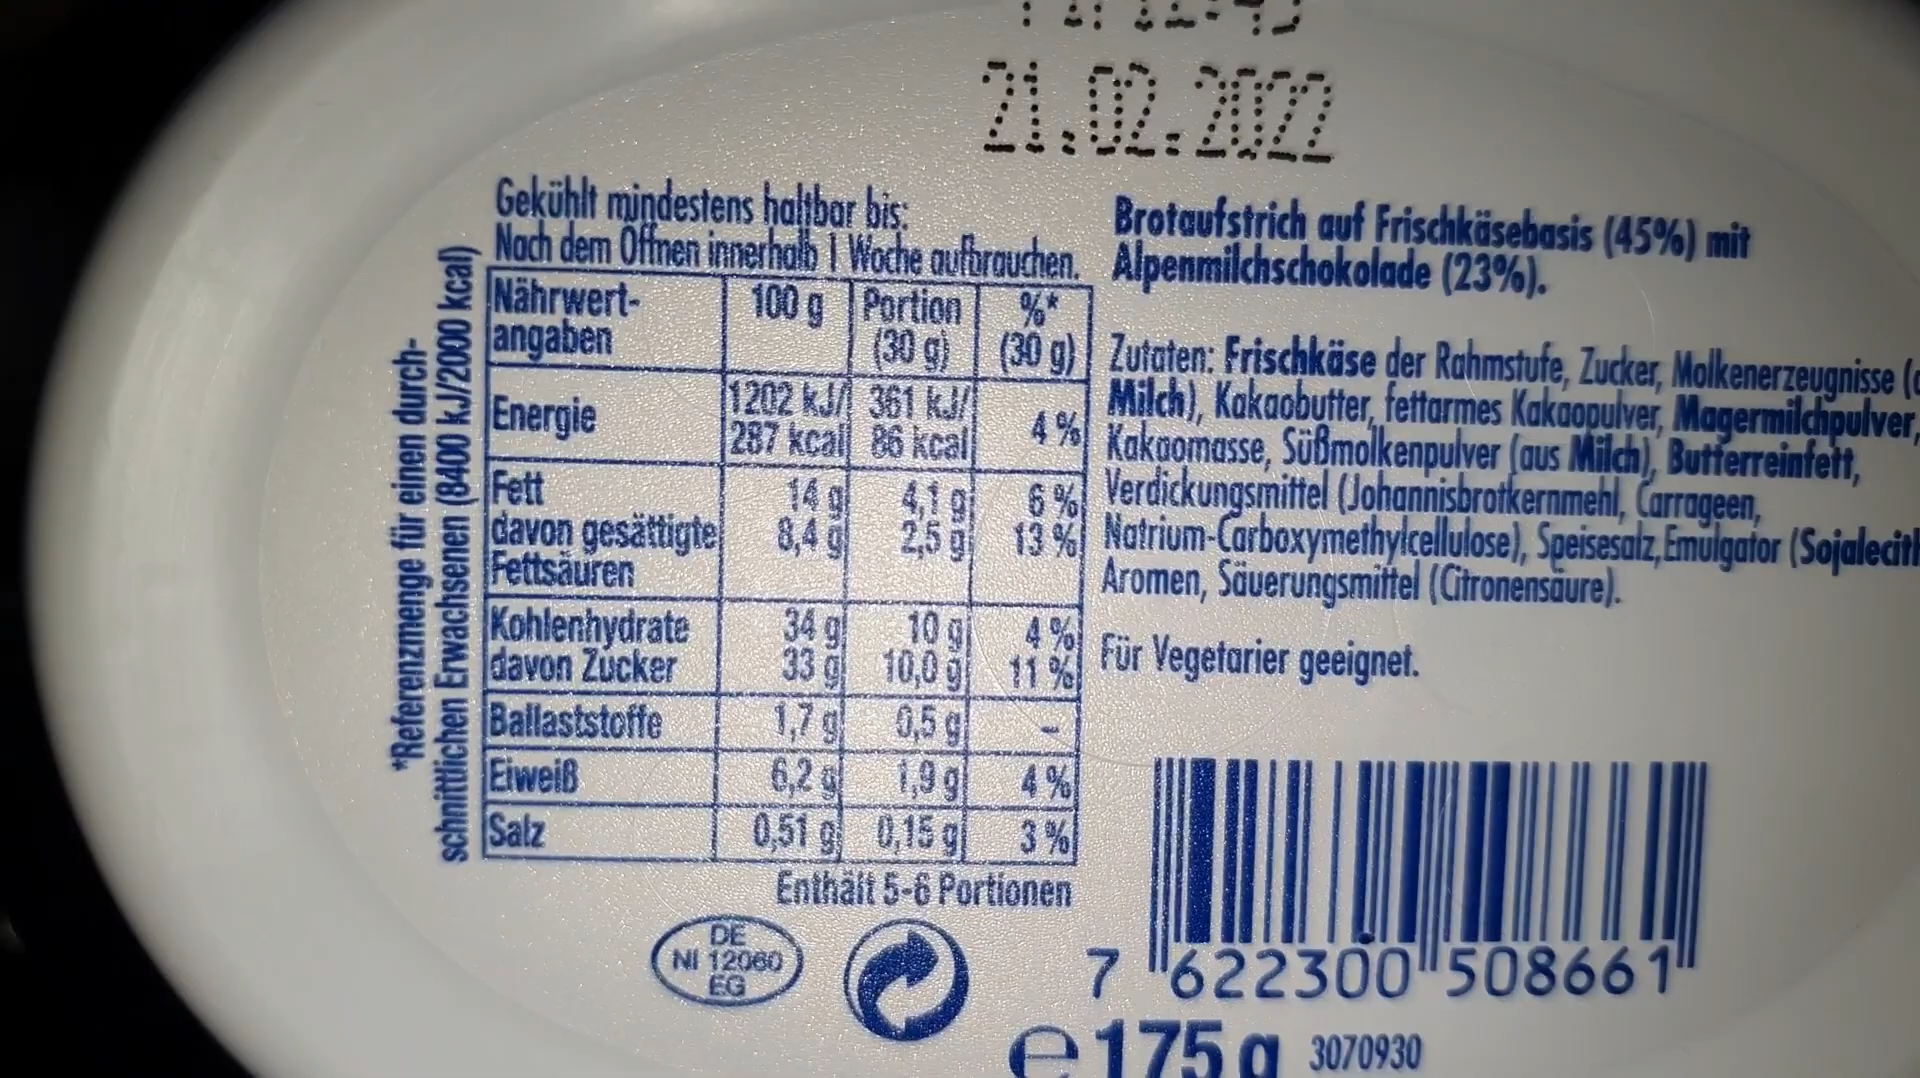 21.02.2022
Gekühlt mindestens haltbar bis:
Nach dem Öffnen innerhalb 1 Woche aufbrauchen.
Nährwert- 100 g Portion %*
angaben (30 g) (30 g)
Energie 1202 kJ/ 361 kJ/
287 kcal 86 kcal 4 %
Fett 14 g 4,1 g 6 %
davon gesättigte 8,4 g 2,5 g 13 %
Fettsäuren
Kohlenhydrate 34 g 10 g 4 %
davon Zucker 33 g 10,0 g 11 %
Ballaststoffe 1,7 g 0,5 g –
Eiweiß 6,2 g 1,9 g 4 %
Salz 0,51 g 0,15 g 3 %
Enthält 5-6 Portionen
*Referenzmenge für einen durch-
schnittlichen Erwachsenen (8400 kJ/2000 kcal)
Brotaufstrich auf Frischkäsebasis (45%) mit
Alpenmilchschokolade (23%).
Zutaten: Frischkäse der Rahmstufe, Zucker, Molkenerzeugnisse (
Milch), Kakaobutter, fettarmes Kakaopulver, Magermilchpulver,
Kakaomasse, Süßmolkenpulver (aus Milch), Butterreinfett,
Verdickungsmittel (Johannisbrotkernmehl, Carrageen,
Natrium-Carboxymethylcellulose), Speisesalz, Emulgator (Sojalecith
Aromen, Säuerungsmittel (Citronensäure).
Für Vegetarier geeignet.
DE
NI 12060
EG
7 622300 508661
e 175 g 3070930